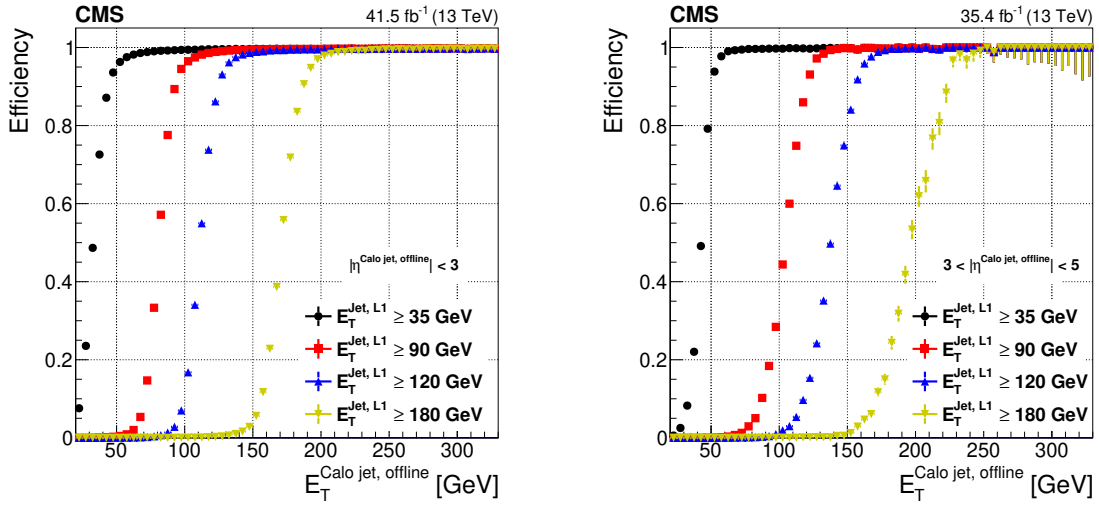 CMS 41.5 fb⁻¹ (13 TeV)
Efficiency
1
0.8
0.6
0.4
0.2
0
|η^Calo jet, offline| < 3
E_T^Jet, L1 ≥ 35 GeV
E_T^Jet, L1 ≥ 90 GeV
E_T^Jet, L1 ≥ 120 GeV
E_T^Jet, L1 ≥ 180 GeV
50 100 150 200 250 300
E_T^Calo jet, offline [GeV]
CMS 35.4 fb⁻¹ (13 TeV)
Efficiency
1
0.8
0.6
0.4
0.2
0
3 < |η^Calo jet, offline| < 5
E_T^Jet, L1 ≥ 35 GeV
E_T^Jet, L1 ≥ 90 GeV
E_T^Jet, L1 ≥ 120 GeV
E_T^Jet, L1 ≥ 180 GeV
50 100 150 200 250 300
E_T^Calo jet, offline [GeV]